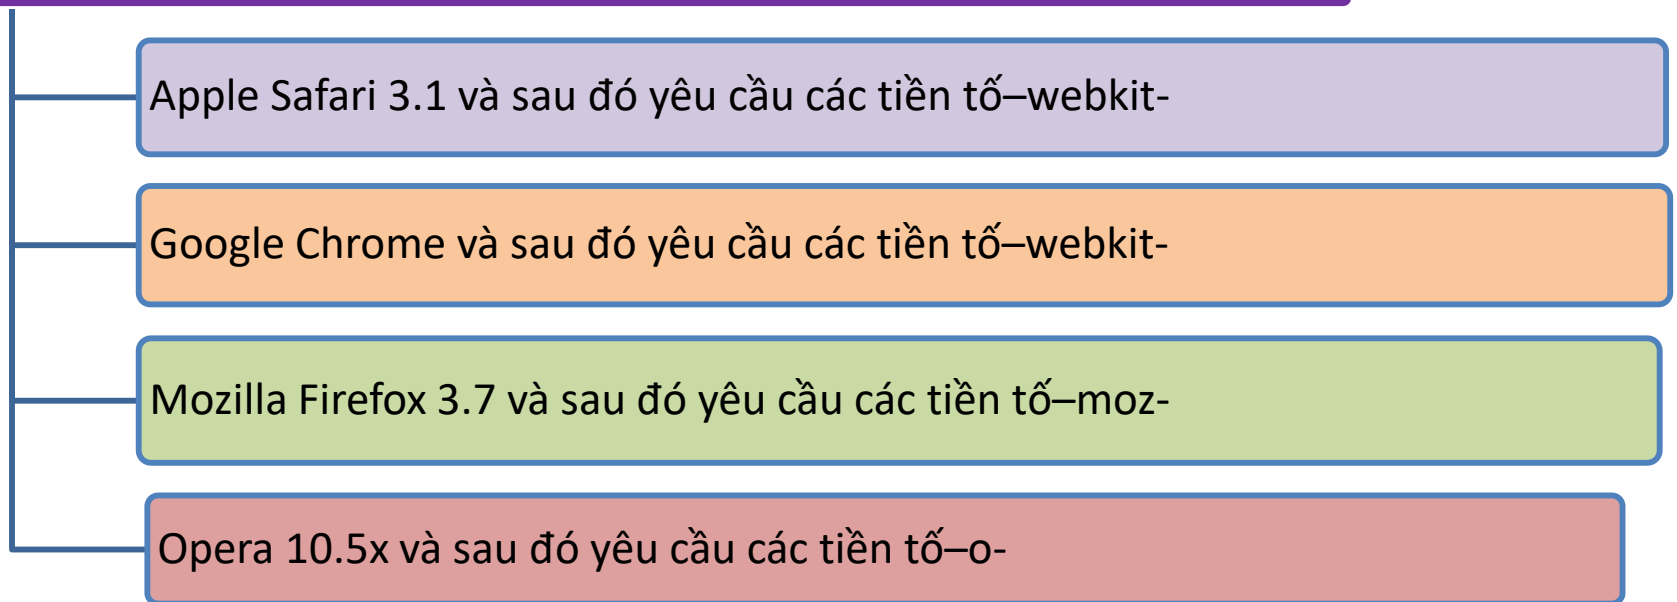 Apple Safari 3.1 và sau đó yêu cầu các tiền tố–webkit-
Google Chrome và sau đó yêu cầu các tiền tố–webkit-
Mozilla Firefox 3.7 và sau đó yêu cầu các tiền tố–moz-
Opera 10.5x và sau đó yêu cầu các tiền tố–o-